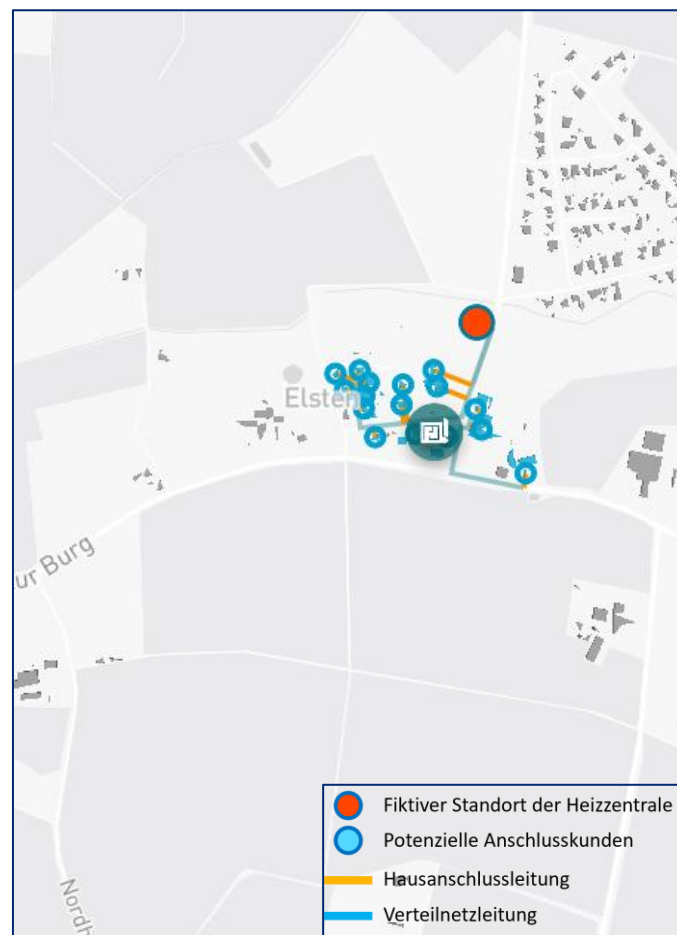 Elsten
ur Burg
Nordh
Fiktiver Standort der Heizzentrale
Potenzielle Anschlusskunden
Hausanschlussleitung
Verteilnetzleitung